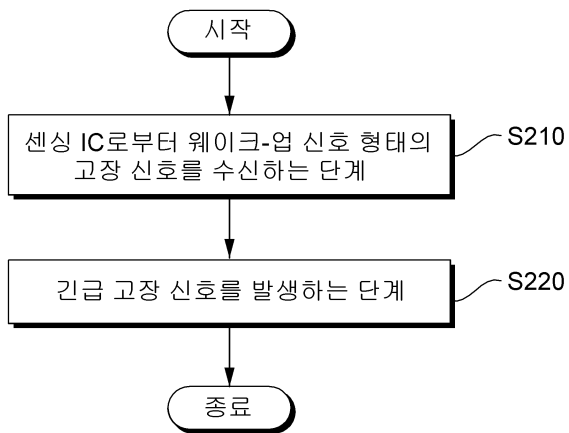 시작
센싱 IC로부터 웨이크-업 신호 형태의
고장 신호를 수신하는 단계
S210
긴급 고장 신호를 발생하는 단계
S220
종료